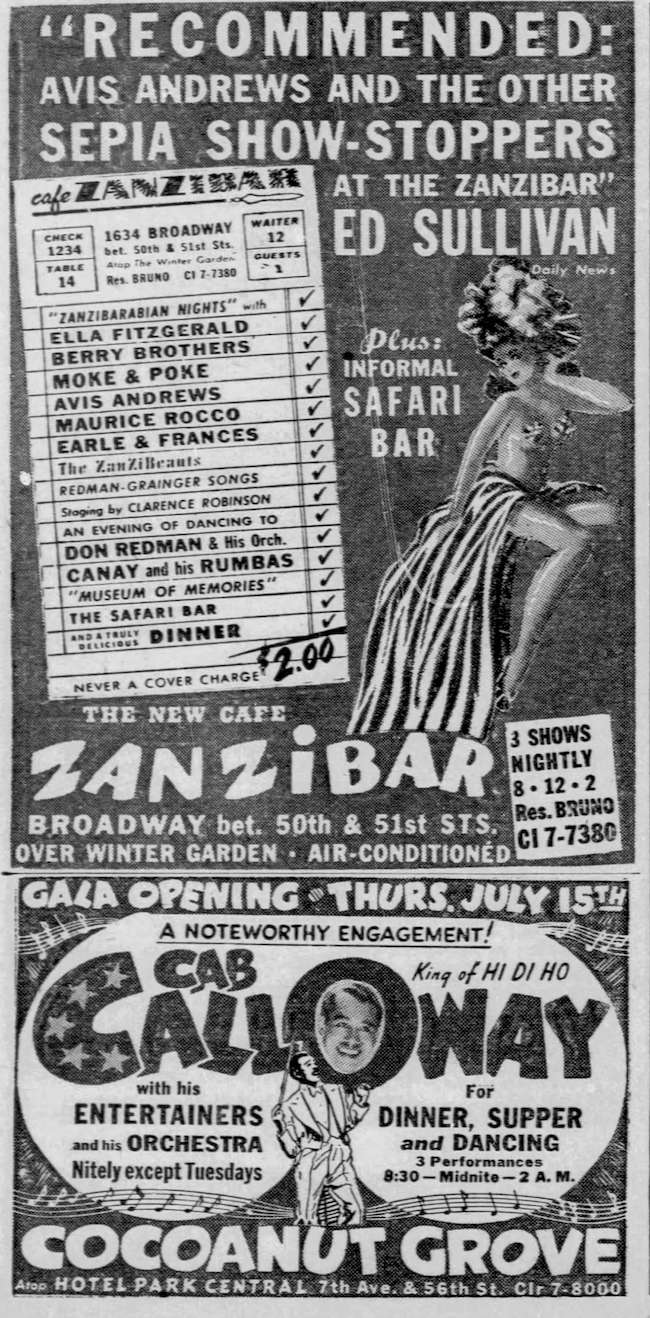 “RECOMMENDED:
AVIS ANDREWS AND THE OTHER
SEPIA SHOW-STOPPERS
AT THE ZANZIBAR”
ED SULLIVAN
Daily News
cafe ZANZIBAR
CHECK
1234
TABLE
14
1634 BROADWAY
bet. 50th & 51st Sts.
Atop The Winter Garden
Res. BRUNO CI 7-7380
WAITER
12
GUESTS
1
"ZANZIBARABIAN NIGHTS" with ✓
ELLA FITZGERALD ✓
BERRY BROTHERS ✓
MOKE & POKE ✓
AVIS ANDREWS ✓
MAURICE ROCCO ✓
EARLE & FRANCES ✓
The ZanZiBeauts ✓
REDMAN-GRAINGER SONGS ✓
Staging by CLARENCE ROBINSON ✓
AN EVENING OF DANCING TO ✓
DON REDMAN & His Orch. ✓
CANAY and his RUMBAS ✓
"MUSEUM OF MEMORIES" ✓
THE SAFARI BAR ✓
AND A TRULY DELICIOUS DINNER ✓
$2.00
NEVER A COVER CHARGE
Plus:
INFORMAL
SAFARI
BAR
THE NEW CAFE
ZANZiBAR
BROADWAY bet. 50th & 51st STS.
OVER WINTER GARDEN • AIR-CONDITIONED
3 SHOWS
NIGHTLY
8 • 12 • 2
Res. BRUNO
CI 7-7380
GALA OPENING • THURS. JULY 15TH
A NOTEWORTHY ENGAGEMENT!
CAB
CALLOWAY
King of HI DI HO
with his
ENTERTAINERS
and his ORCHESTRA
Nitely except Tuesdays
For
DINNER, SUPPER
and DANCING
3 Performances
8:30 — Midnite — 2 A. M.
COCOANUT GROVE
Atop HOTEL PARK CENTRAL 7th Ave. & 56th St. CIr 7-8000